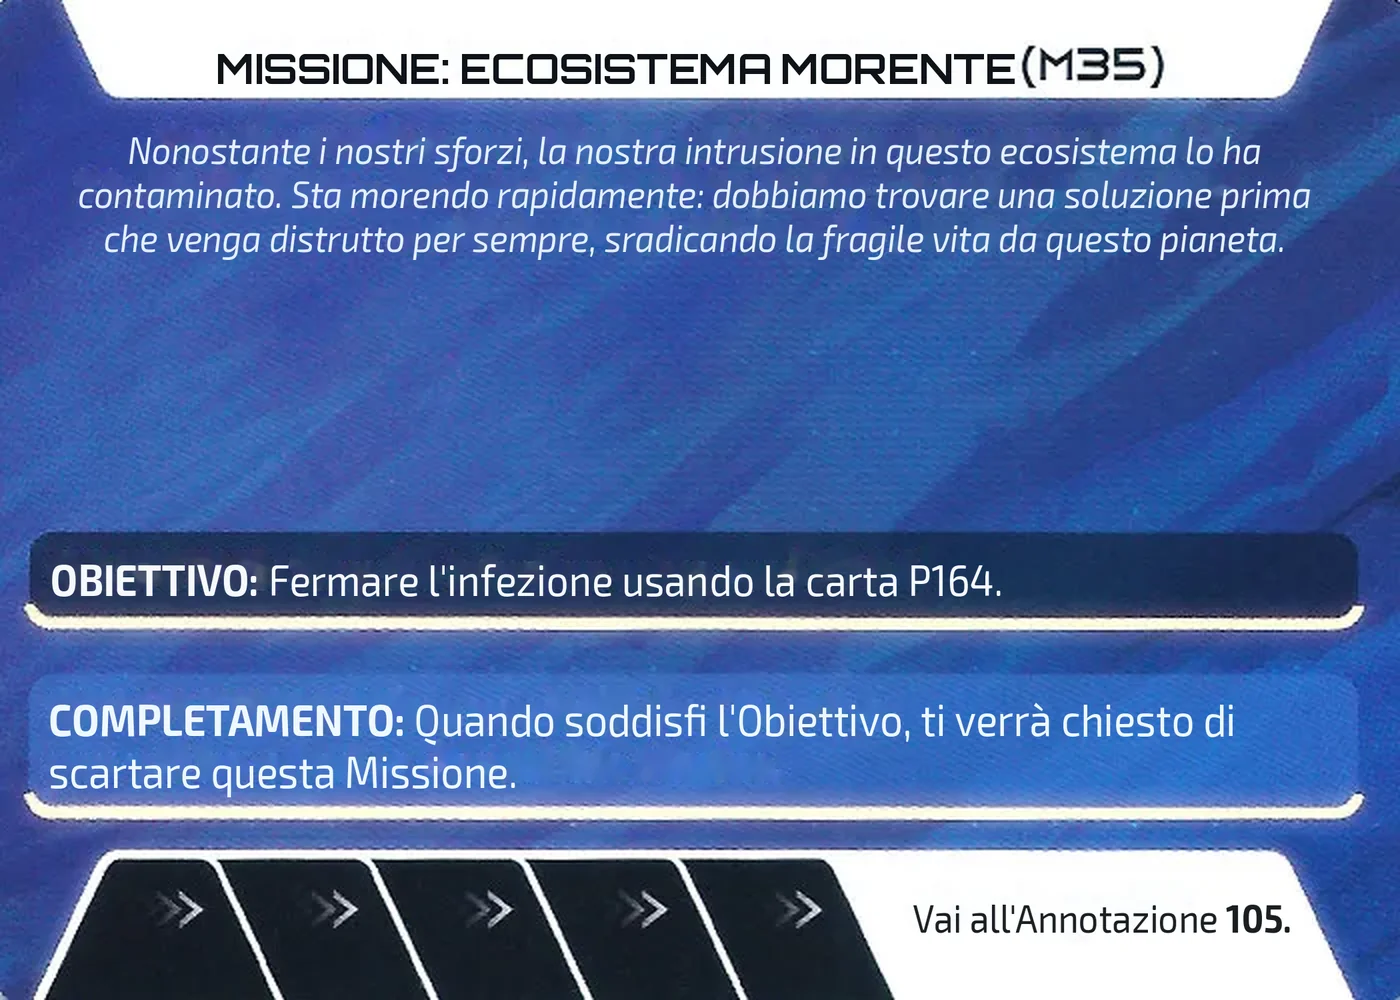 MISSIONE: ECOSISTEMA MORENTE (M35)
Nonostante i nostri sforzi, la nostra intrusione in questo ecosistema lo ha
contaminato. Sta morendo rapidamente: dobbiamo trovare una soluzione prima
che venga distrutto per sempre, sradicando la fragile vita da questo pianeta.
OBIETTIVO: Fermare l'infezione usando la carta P164.
COMPLETAMENTO: Quando soddisfi l'Obiettivo, ti verrà chiesto di
scartare questa Missione.
Vai all'Annotazione 105.